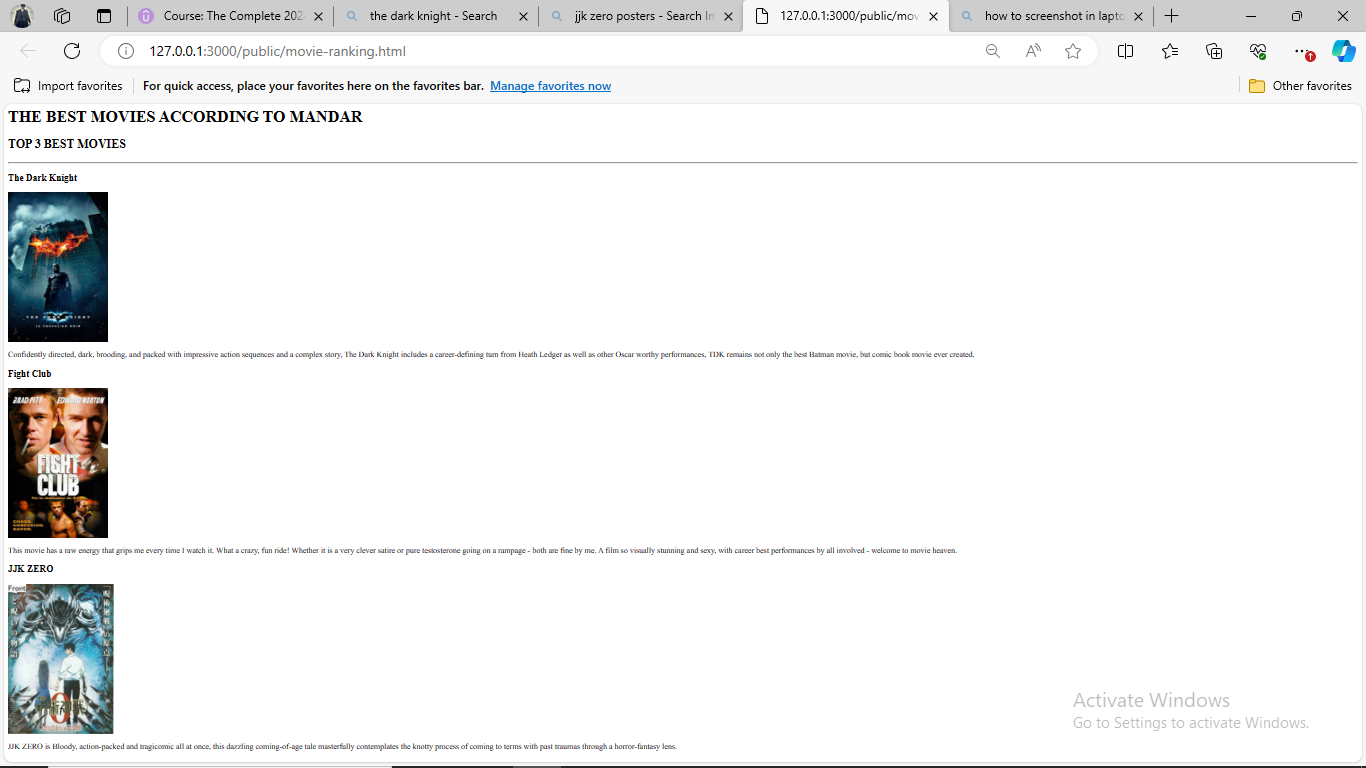 Course: The Complete 202
the dark knight - Search
jjk zero posters - Search In
127.0.0.1:3000/public/mov
how to screenshot in lapto
127.0.0.1:3000/public/movie-ranking.html
Import favorites
For quick access, place your favorites here on the favorites bar. Manage favorites now
Other favorites
THE BEST MOVIES ACCORDING TO MANDAR
TOP 3 BEST MOVIES
The Dark Knight
THE DARK KNIGHT
LE CHEVALIER NOIR
Confidently directed, dark, brooding, and packed with impressive action sequences and a complex story, The Dark Knight includes a career-defining turn from Heath Ledger as well as other Oscar worthy performances, TDK remains not only the best Batman movie, but comic book movie ever created.
Fight Club
BRAD PITT EDWARD NORTON
FIGHT
CLUB
CHAOS.
CONFUSION.
This movie has a raw energy that grips me every time I watch it. What a crazy, fun ride! Whether it is a very clever satire or pure testosterone going on a rampage - both are fine by me. A film so visually stunning and sexy, with career best performances by all involved - welcome to movie heaven.
JJK ZERO
Front
0
JJK ZERO is Bloody, action-packed and tragicomic all at once, this dazzling coming-of-age tale masterfully contemplates the knotty process of coming to terms with past traumas through a horror-fantasy lens.
Activate Windows
Go to Settings to activate Windows.